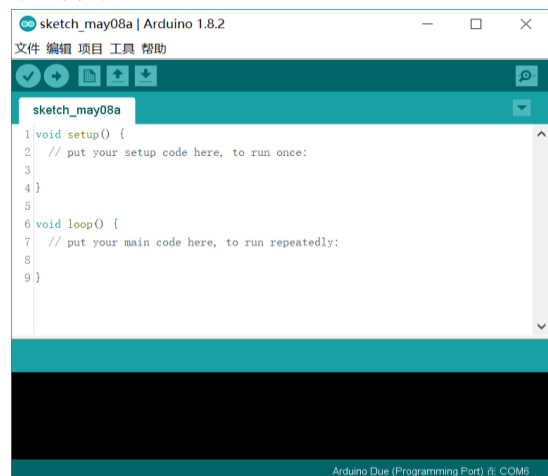 sketch_may08a | Arduino 1.8.2
文件 编辑 项目 工具 帮助
sketch_may08a
1 void setup() {
2 // put your setup code here, to run once:
3
4 }
5
6 void loop() {
7 // put your main code here, to run repeatedly:
8
9 }
Arduino Due (Programming Port) 在 COM6